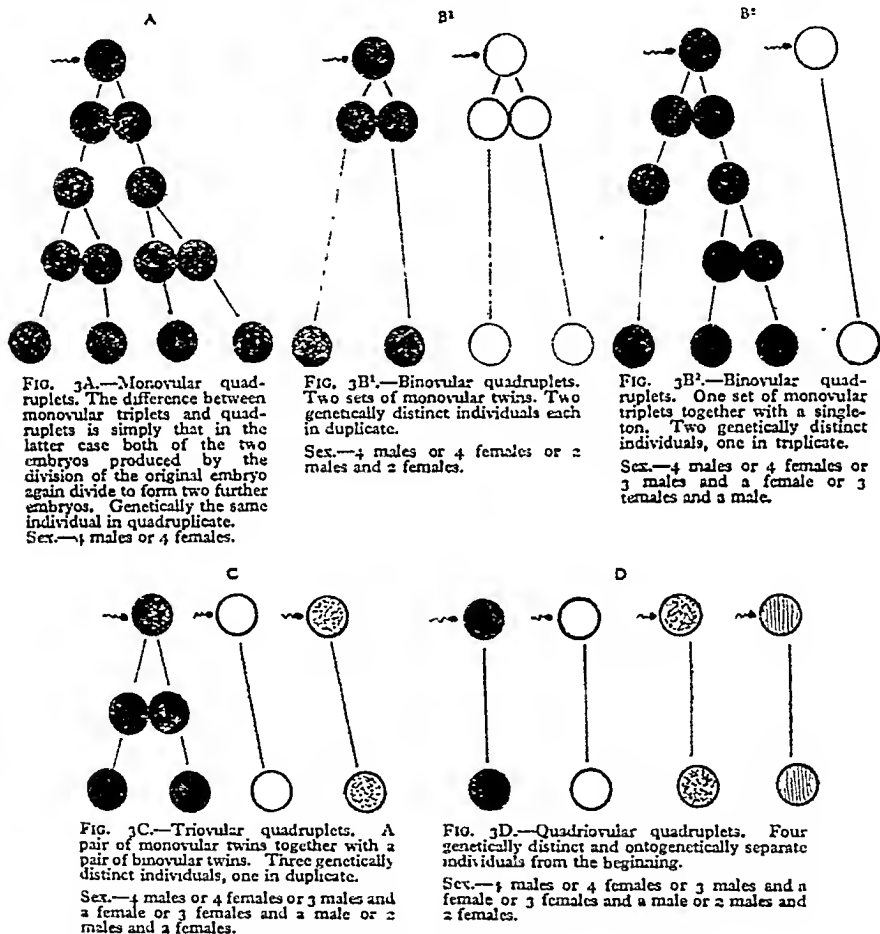 A
B¹
B²
FIG. 3A.—Monovular quad-
ruplets. The difference between
monovular triplets and quad-
ruplets is simply that in the
latter case both of the two
embryos produced by the
division of the original embryo
again divide to form two further
embryos. Genetically the same
individual in quadruplicate.
Sex.—4 males or 4 females.
FIG. 3B¹.—Binovular quadruplets.
Two sets of monovular twins. Two
genetically distinct individuals each
in duplicate.
Sex.—4 males or 4 females or 2
males and 2 females.
FIG. 3B².—Binovular quad-
ruplets. One set of monovular
triplets together with a single-
ton. Two genetically distinct
individuals, one in triplicate.
Sex.—4 males or 4 females or
3 males and a female or 3
females and a male.
C
D
FIG. 3C.—Triovular quadruplets. A
pair of monovular twins together with a
pair of binovular twins. Three genetically
distinct individuals, one in duplicate.
Sex.—4 males or 4 females or 3 males and
a female or 3 females and a male or 2
males and 2 females.
FIG. 3D.—Quadriovular quadruplets. Four
genetically distinct and ontogenetically separate
individuals from the beginning.
Sex.—4 males or 4 females or 3 males and a
female or 3 females and a male or 2 males and
2 females.